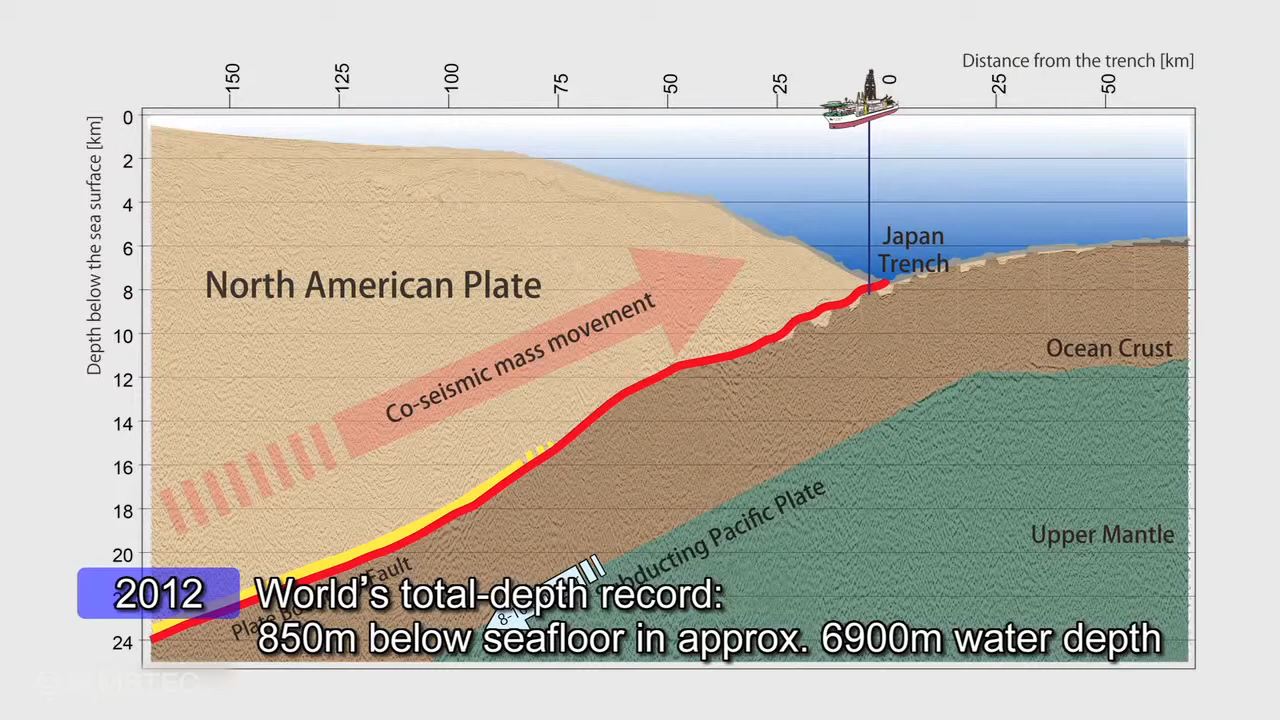 Distance from the trench [km]
150 125 100 75 50 25 0 25 50
Depth below the sea surface [km]
0
2
4
6
8
10
12
14
16
18
20
24
Japan
Trench
North American Plate
Co-seismic mass movement
Ocean Crust
Pacific Plate
Upper Mantle
Fault
2012 World's total-depth record:
850m below seafloor in approx. 6900m water depth